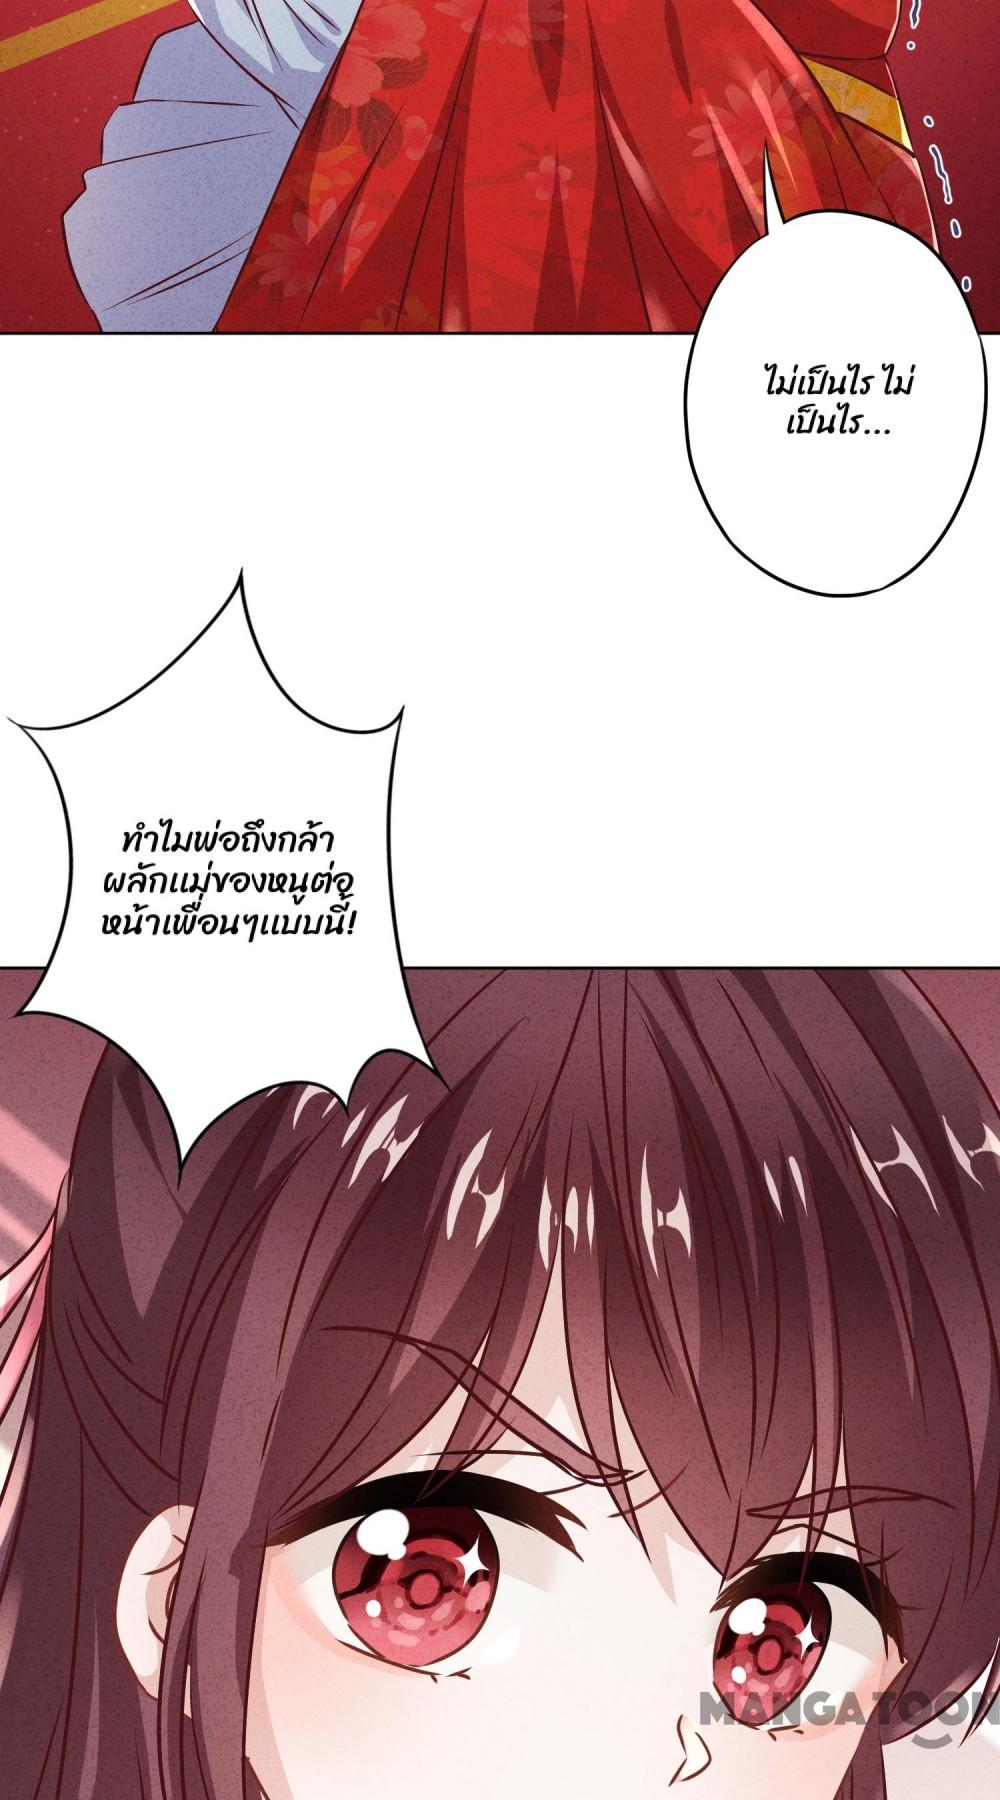 ไม่เป็นไร ไม่
เป็นไร...
ทำไมพ่อถึงกล้า
ผลักแม่ของหนูต่อ
หน้าเพื่อนๆแบบนี้!
MANGATOON